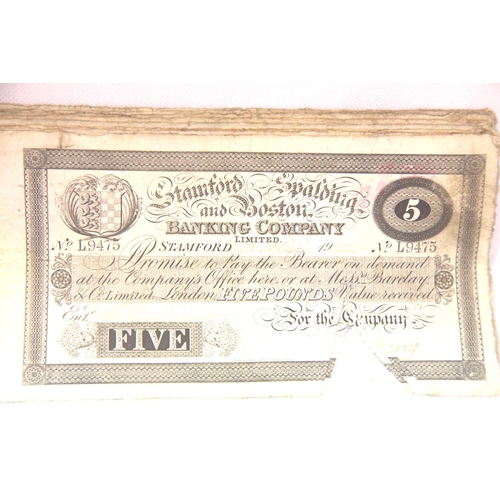 Stamford Spalding
and Boston
BANKING COMPANY
LIMITED.
5
No. L9475 STAMFORD 19 No. L9475
Promise to Pay the Bearer on demand
at the Company's Office here, or at Messrs. Barclay
& Co. Limited London, FIVE POUNDS Value received.
Entd. For the Company
FIVE